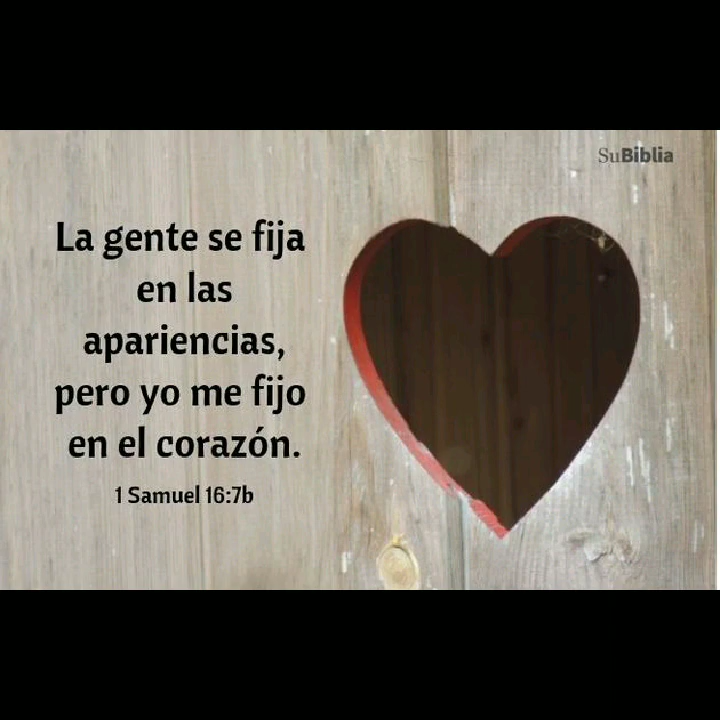 SuBiblia
La gente se fija
en las
apariencias,
pero yo me fijo
en el corazón.
1 Samuel 16:7b